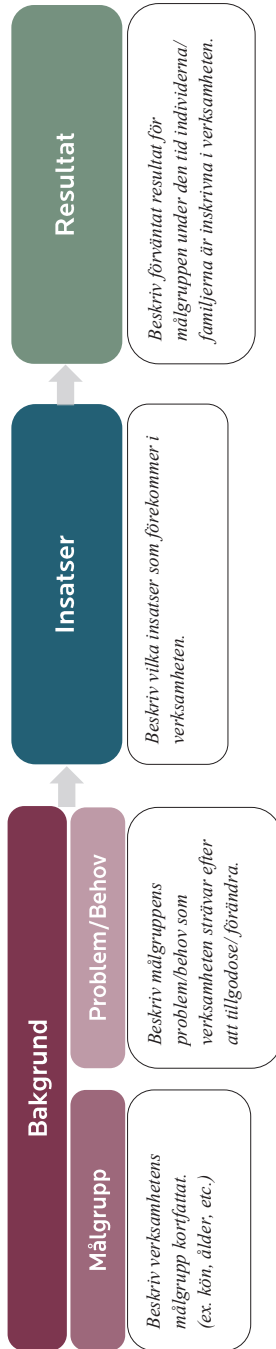 Bakgrund
Målgrupp
Beskriv verksamhetens
målgrupp kortfattat.
(ex. kön, ålder, etc.)
Problem/Behov
Beskriv målgruppens
problem/behov som
verksamheten strävar efter
att tillgodose/ förändra.
Insatser
Beskriv vilka insatser som förekommer i
verksamheten.
Resultat
Beskriv förväntat resultat för
målgruppen under den tid individerna/
familjerna är inskrivna i verksamheten.